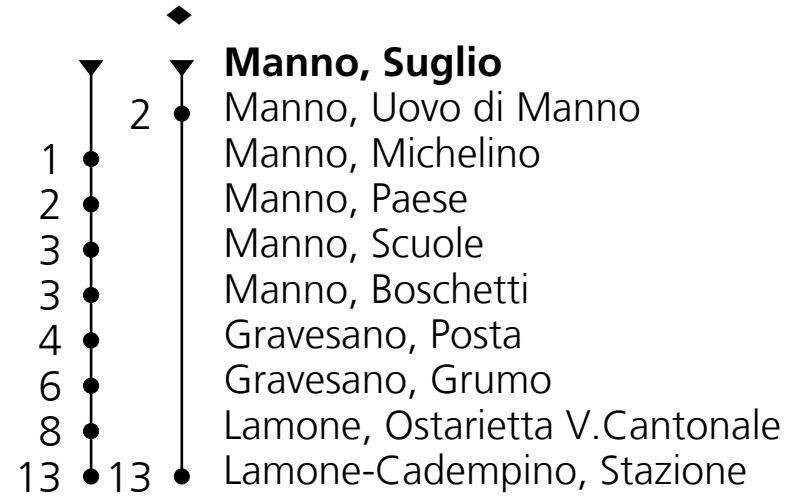 Manno, Suglio
2 Manno, Uovo di Manno
1 Manno, Michelino
2 Manno, Paese
3 Manno, Scuole
3 Manno, Boschetti
4 Gravesano, Posta
6 Gravesano, Grumo
8 Lamone, Ostarietta V.Cantonale
13 13 Lamone-Cadempino, Stazione